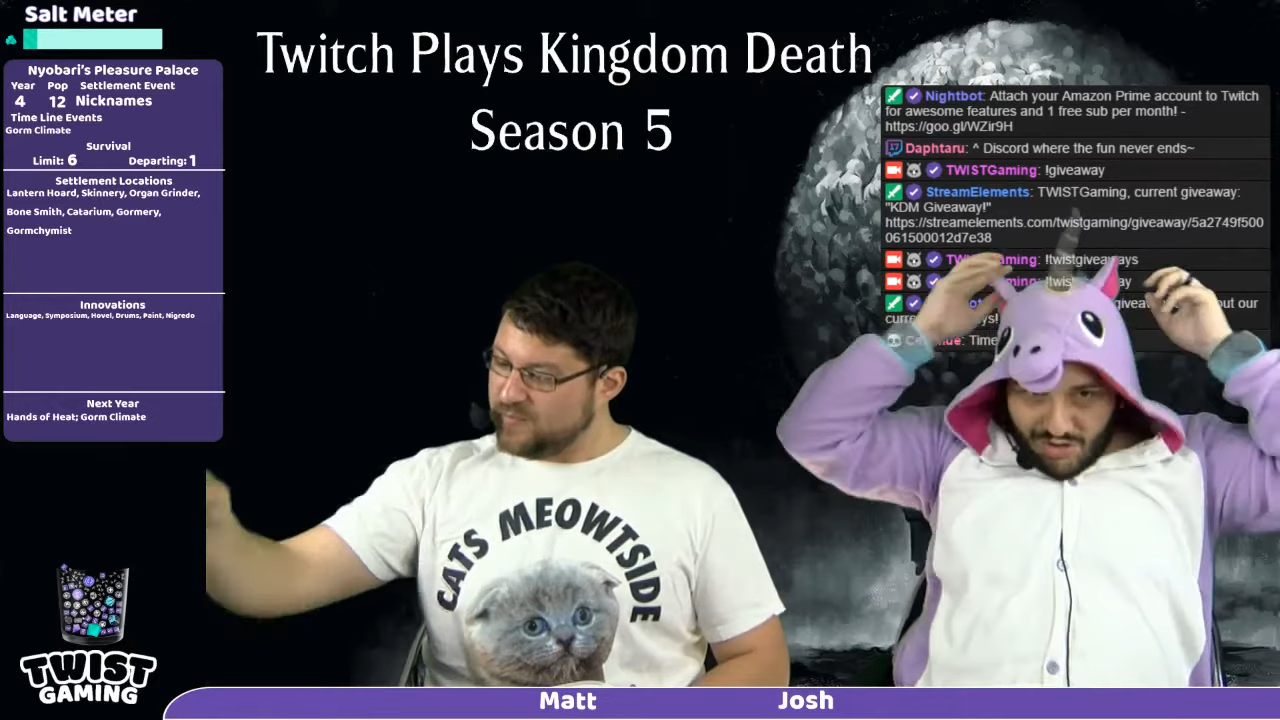 Salt Meter
Nyobari's Pleasure Palace
Year Pop Settlement Event
4 12 Nicknames
Time Line Events
Gorm Climate
Survival
Limit: 6 Departing: 1
Settlement Locations
Lantern Hoard, Skinnery, Organ Grinder,
Bone Smith, Catarium, Gormery,
Gormchymist
Innovations
Language, Symposium, Hovel, Drums, Paint, Nigredo
Next Year
Hands of Heat; Gorm Climate
TWIST
GAMING
Twitch Plays Kingdom Death
Season 5
Nightbot: Attach your Amazon Prime account to Twitch
for awesome features and 1 free sub per month! -
https://goo.gl/WZir9H
Daphtaru: ^ Discord where the fun never ends~
TWISTGaming: !giveaway
StreamElements: TWISTGaming, current giveaway:
"KDM Giveaway!"
https://streamelements.com/twistgaming/giveaway/5a2749f500
061500012d7e38
!twistgiveaways
Time
CATS MEOWTSIDE
Matt Josh